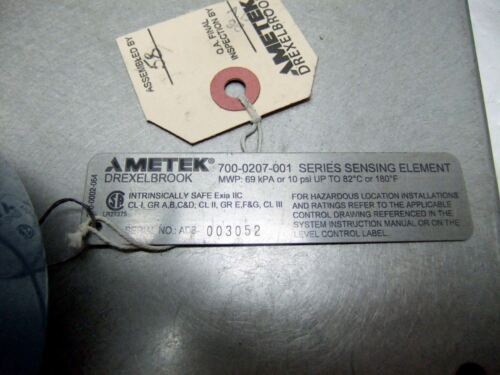 ASSEMBLED BY
Q.A. FINAL
INSPECTION BY
AMETEK
DREXELBROOK
AMETEK® 700-0207-001 SERIES SENSING ELEMENT
DREXELBROOK MWP: 69 kPA or 10 psi UP TO 82°C or 180°F
INTRINSICALLY SAFE Exia IIC
CL I, GR A,B,C&D; CL II, GR E,F&G, CL III
FOR HAZARDOUS LOCATION INSTALLATIONS
AND RATINGS REFER TO THE APPLICABLE
CONTROL DRAWING REFERENCED IN THE
SYSTEM INSTRUCTION MANUAL OR ON THE
LEVEL CONTROL LABEL.
SERIAL NO.: 003052